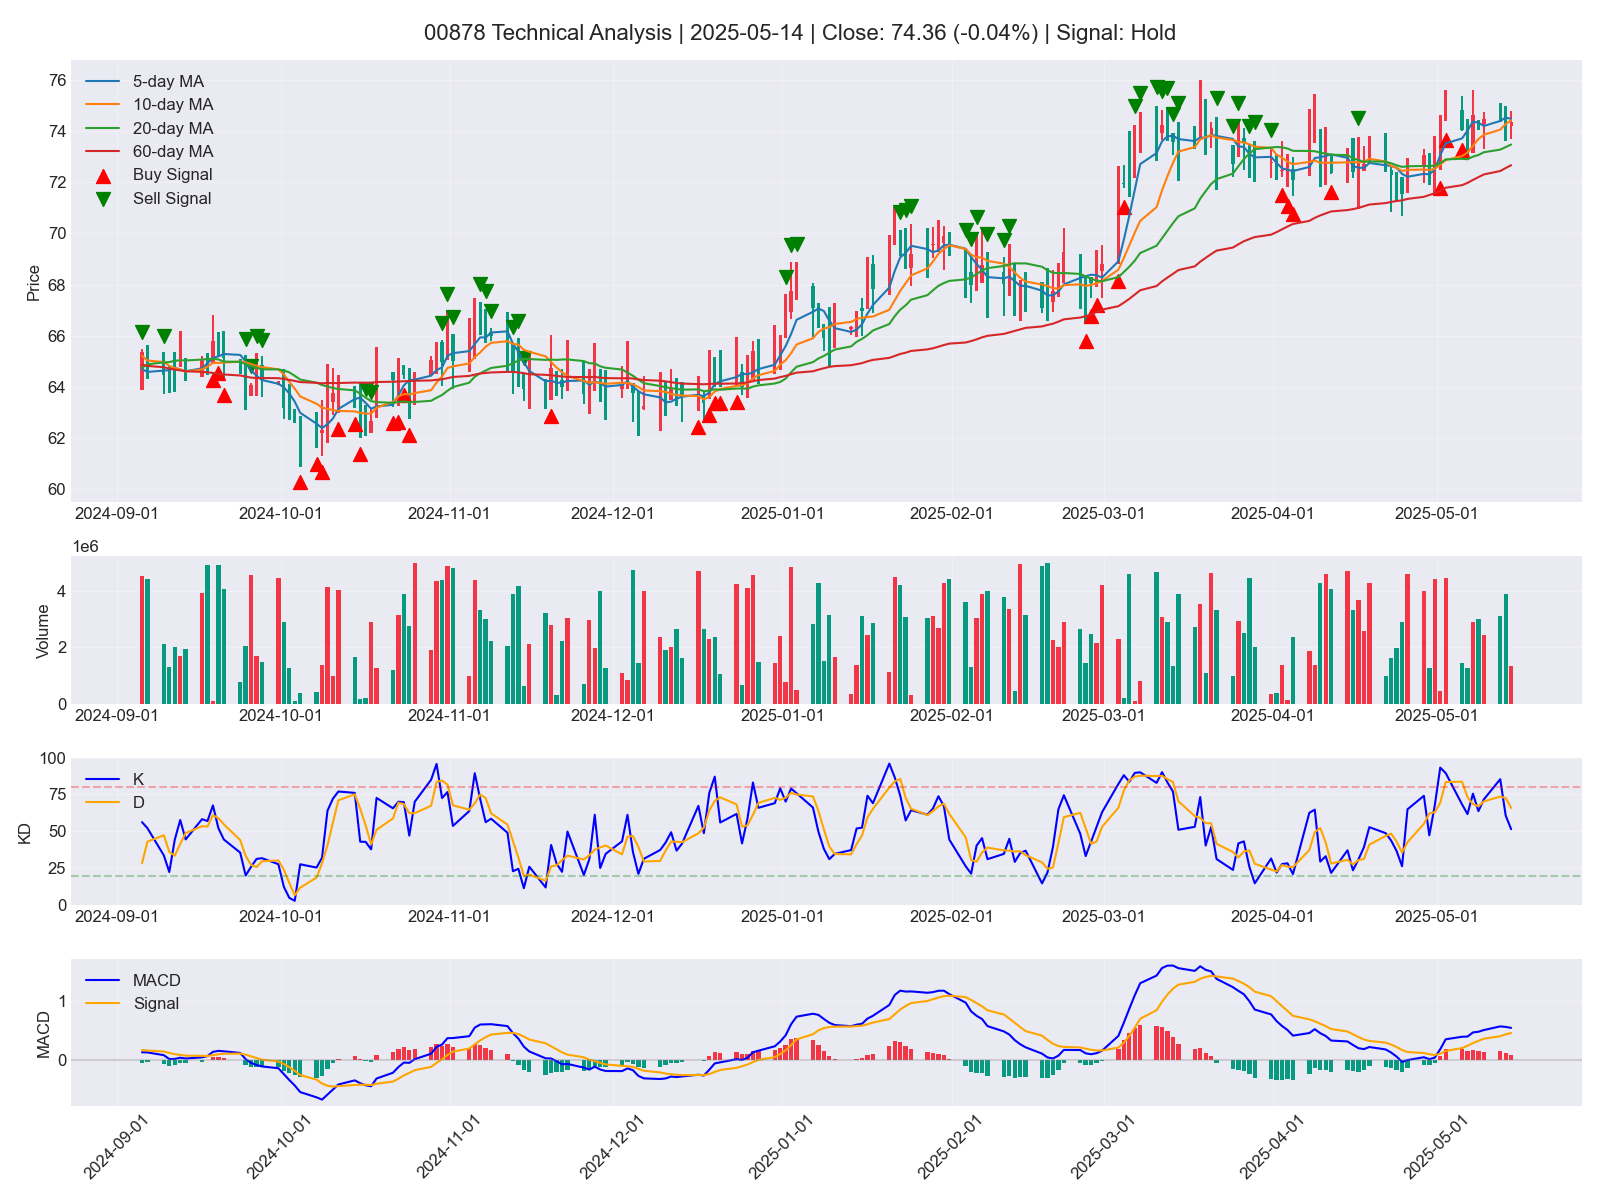 00878 Technical Analysis | 2025-05-14 | Close: 74.36 (-0.04%) | Signal: Hold
Price
76
74
72
70
68
66
64
62
60
5-day MA
10-day MA
20-day MA
60-day MA
Buy Signal
Sell Signal
2024-09-01 2024-10-01 2024-11-01 2024-12-01 2025-01-01 2025-02-01 2025-03-01 2025-04-01 2025-05-01
1e6
Volume
4
2
0
2024-09-01 2024-10-01 2024-11-01 2024-12-01 2025-01-01 2025-02-01 2025-03-01 2025-04-01 2025-05-01
KD
100
75
50
25
0
K
D
2024-09-01 2024-10-01 2024-11-01 2024-12-01 2025-01-01 2025-02-01 2025-03-01 2025-04-01 2025-05-01
MACD
1
0
MACD
Signal
2024-09-01 2024-10-01 2024-11-01 2024-12-01 2025-01-01 2025-02-01 2025-03-01 2025-04-01 2025-05-01